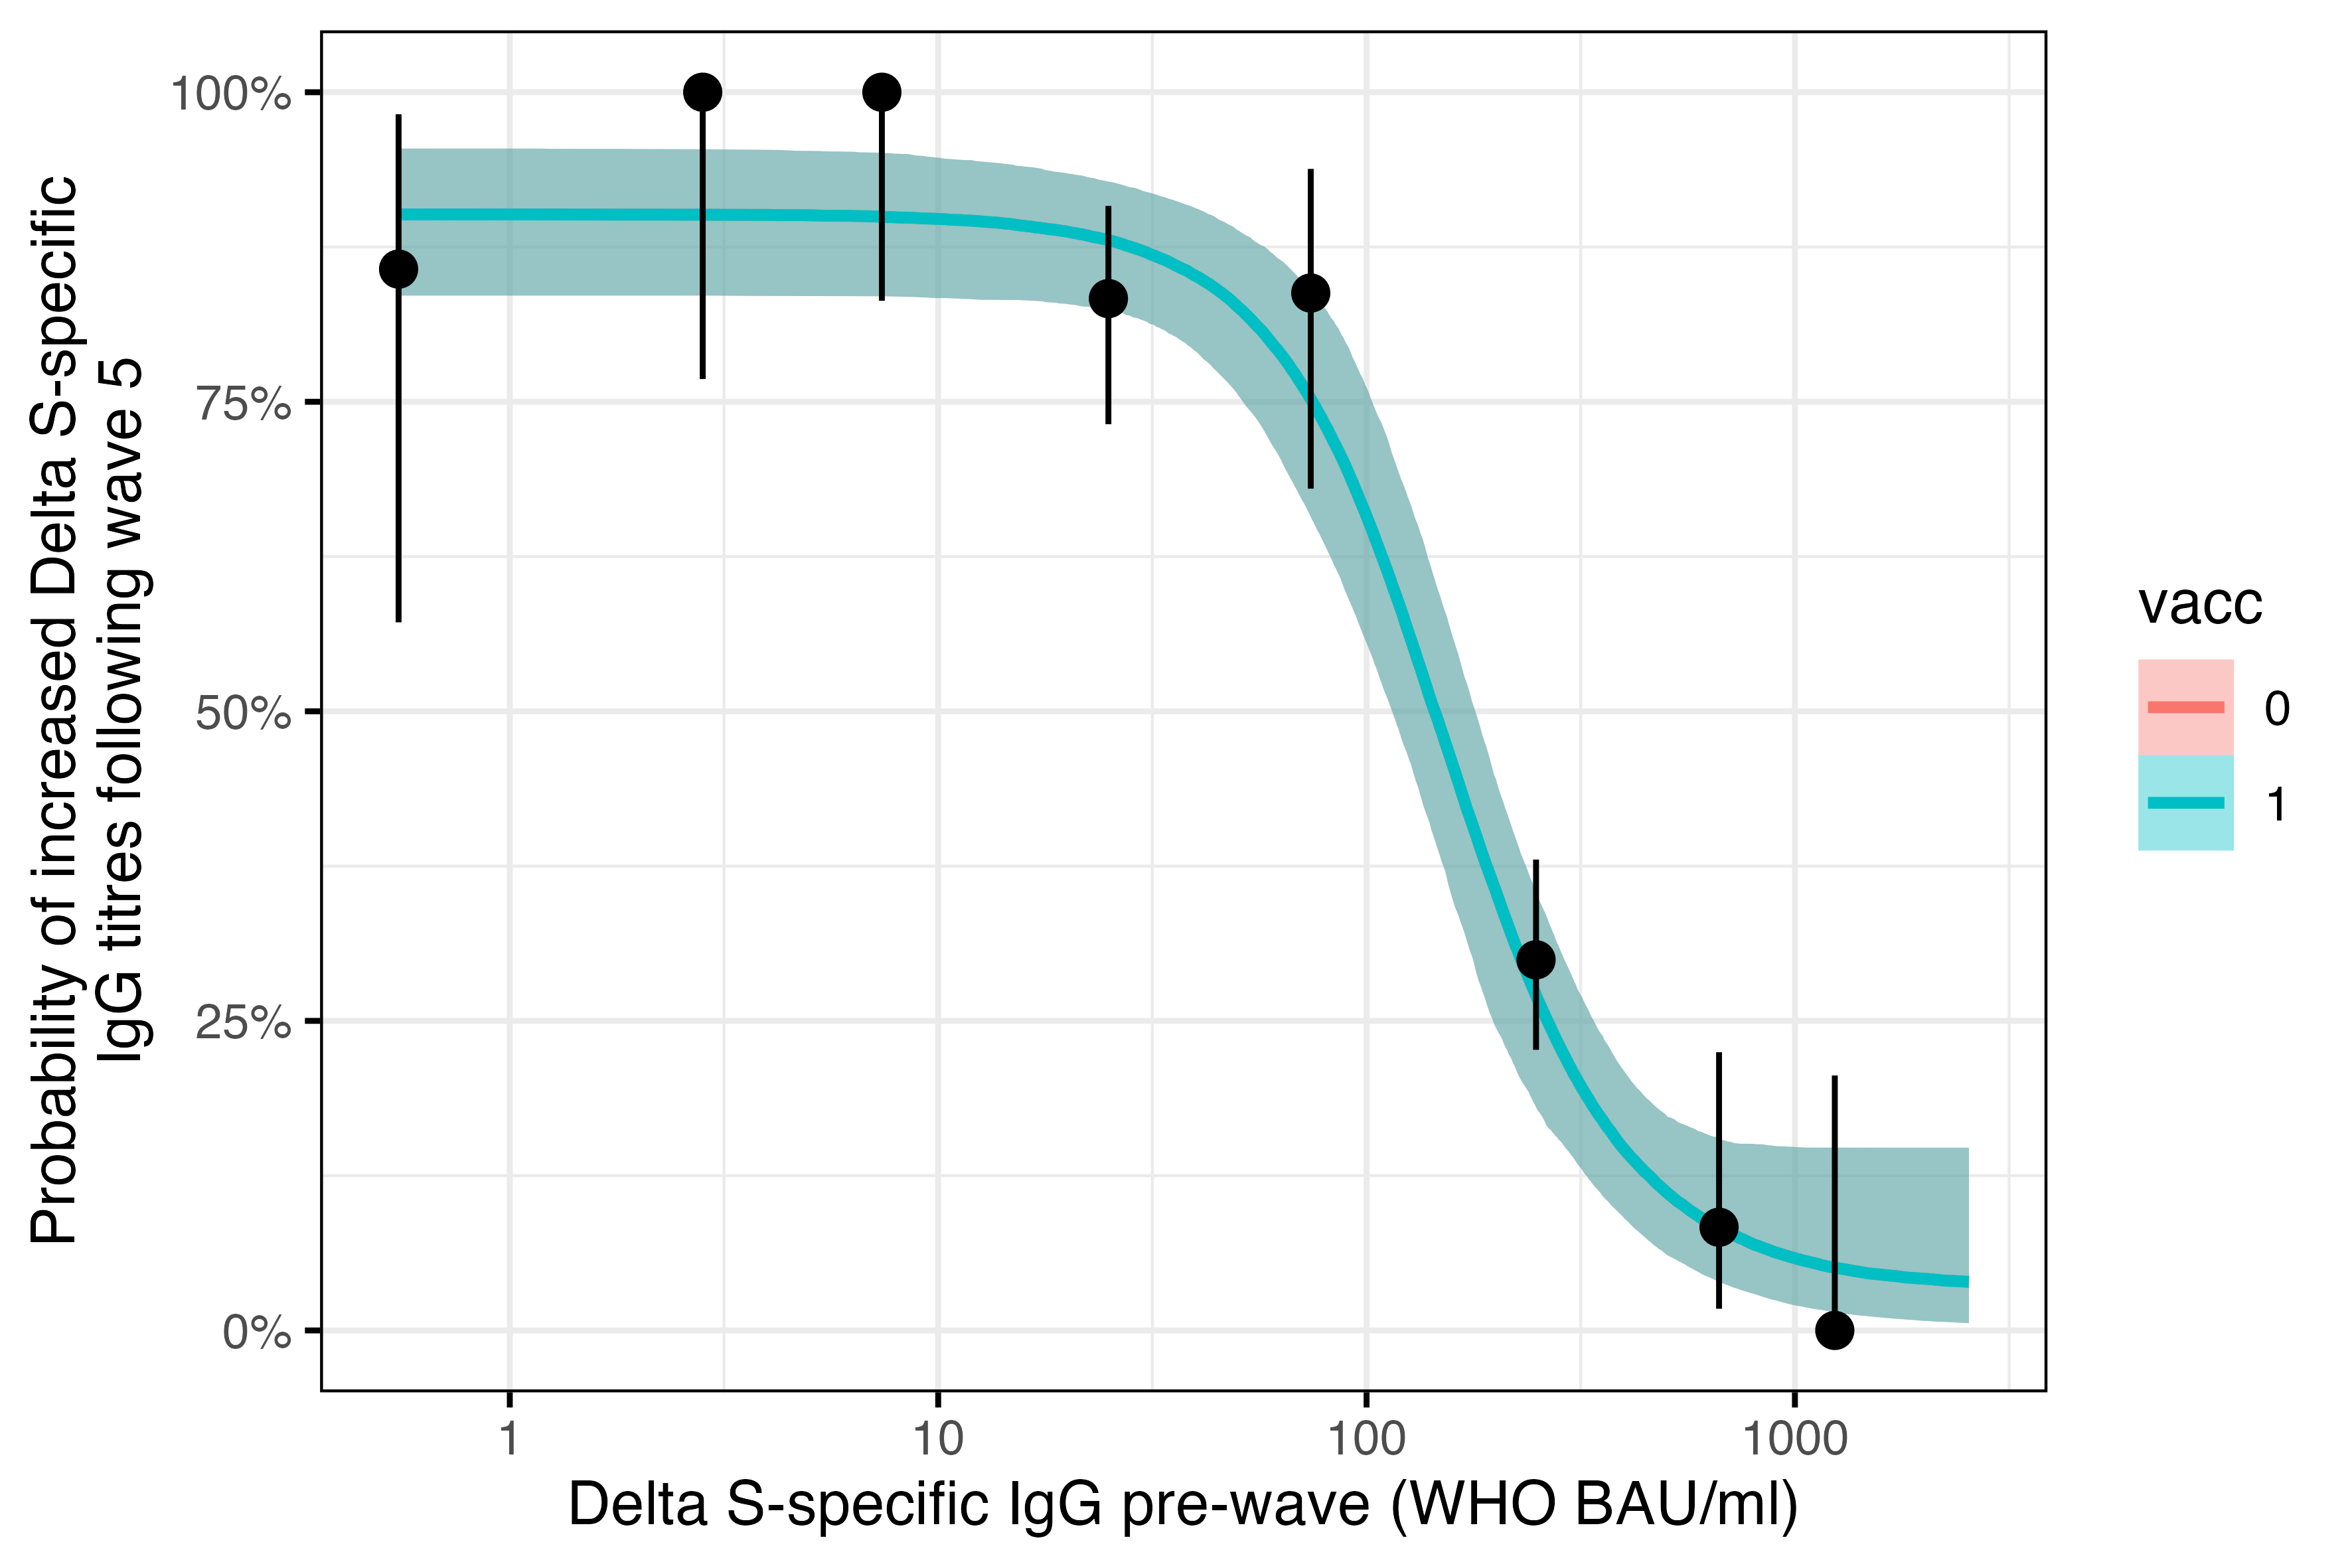 Probability of increased Delta S-specific
IgG titres following wave 5
100%
75%
50%
25%
0%
1
10
100
1000
Delta S-specific IgG pre-wave (WHO BAU/ml)
vacc
0
1